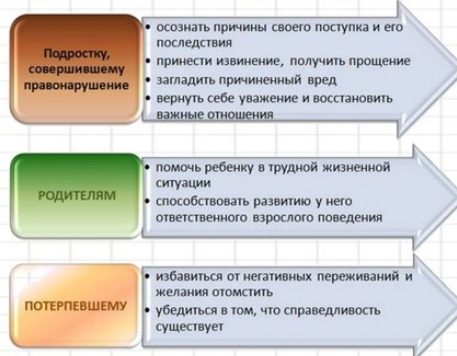 Подростку,
совершившему
правонарушение
• осознать причины своего поступка и его
последствия
• принести извинение, получить прощение
• загладить причиненный вред
• вернуть себе уважение и восстановить
важные отношения
РОДИТЕЛЯМ
• помочь ребенку в трудной жизненной
ситуации
• способствовать развитию у него
ответственного взрослого поведения
ПОТЕРПЕВШЕМУ
• избавиться от негативных переживаний и
желания отомстить
• убедиться в том, что справедливость
существует